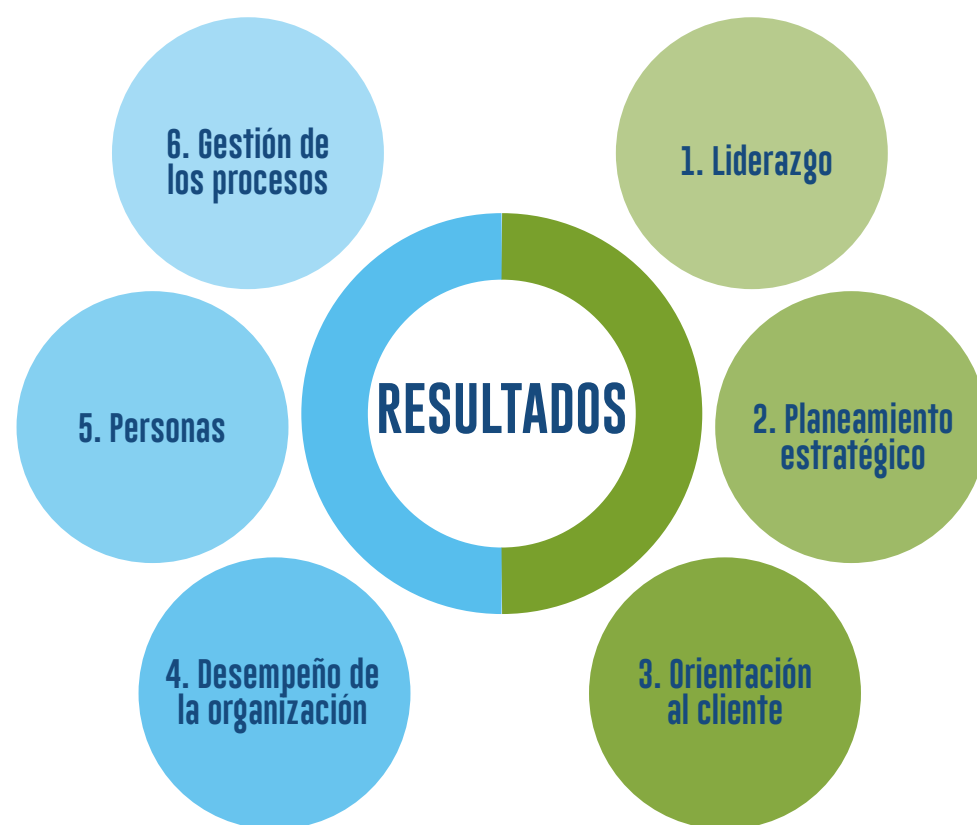 1. Liderazgo
2. Planeamiento
estratégico
3. Orientación
al cliente
4. Desempeño de
la organización
5. Personas
6. Gestión de
los procesos
RESULTADOS